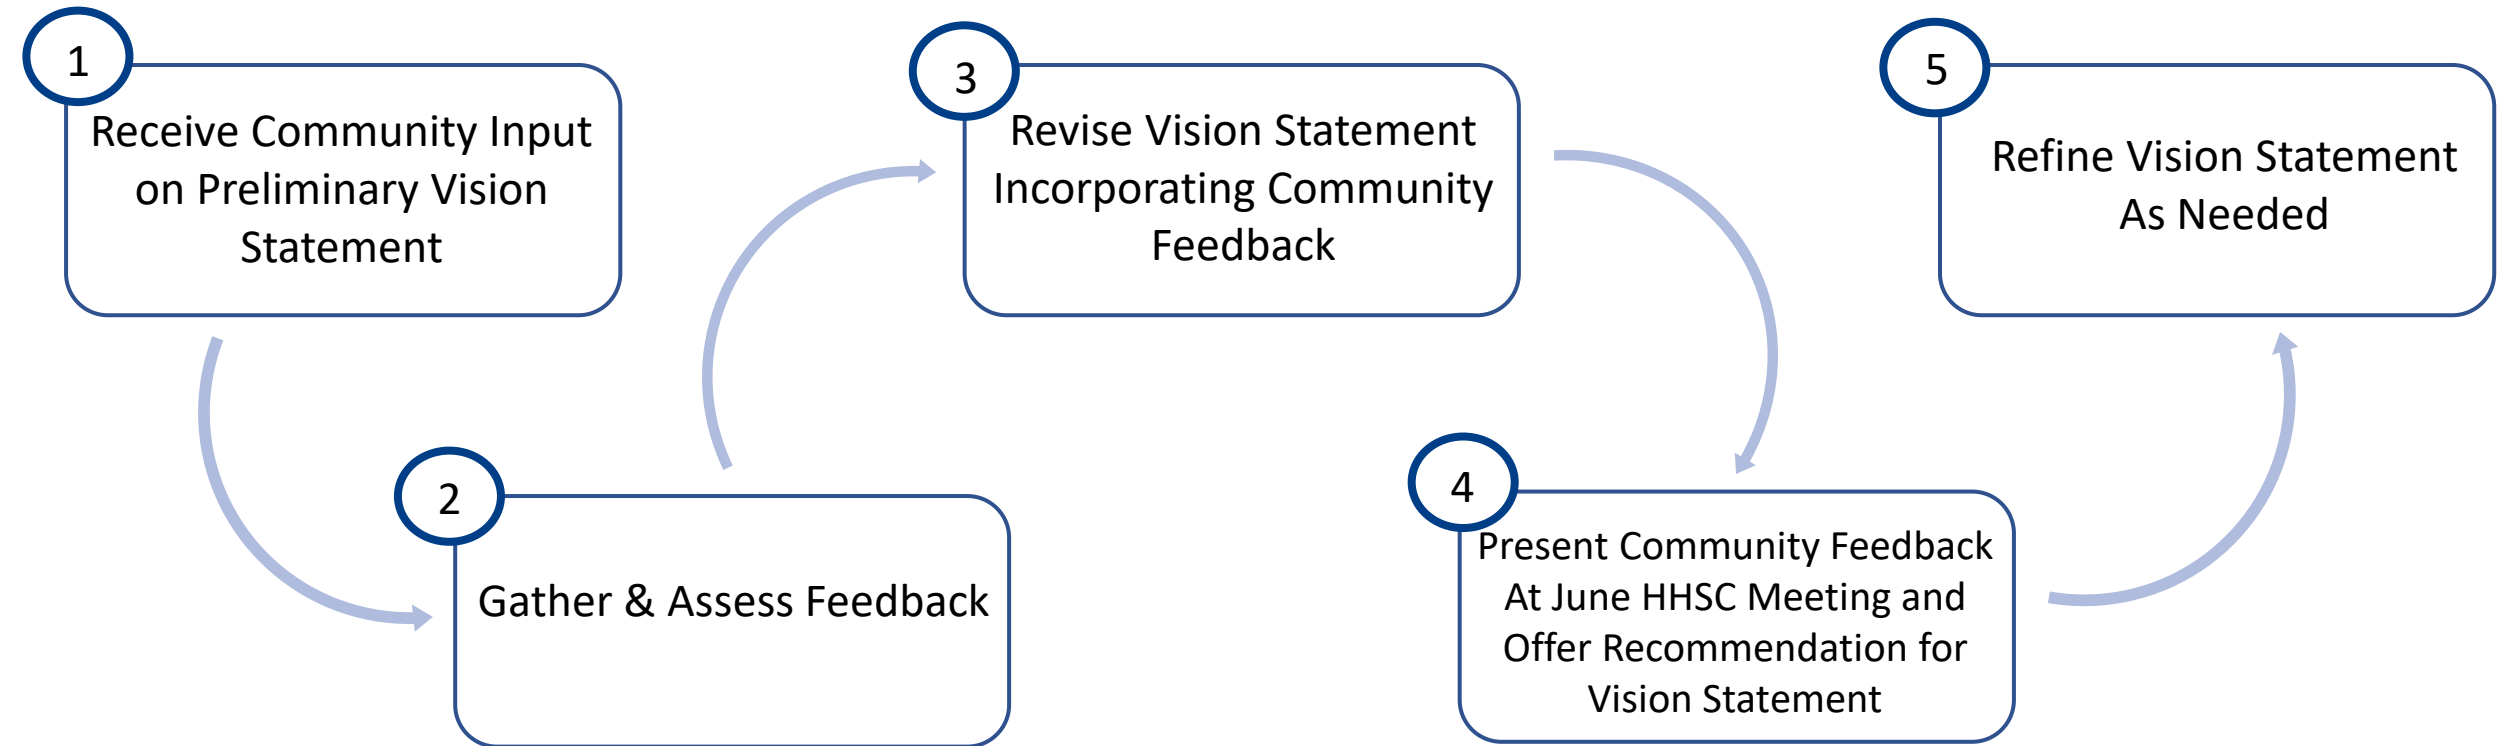 1
Receive Community Input
on Preliminary Vision
Statement
2
Gather & Assess Feedback
3
Revise Vision Statement
Incorporating Community
Feedback
4
Present Community Feedback
At June HHSC Meeting and
Offer Recommendation for
Vision Statement
5
Refine Vision Statement
As Needed